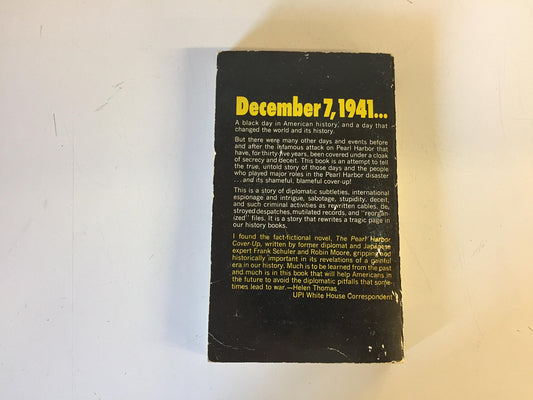 December 7, 1941...
A black day in American history, and a day that
changed the world and its history.
But there were many other days and events before
and after the infamous attack on Pearl Harbor that
have, for thirty-five years, been covered under a cloak
of secrecy and deceit. This book is an attempt to tell
the true, untold story of those days and the people
who played major roles in the Pearl Harbor disaster
...and its shameful, blameful cover-up!
This is a story of diplomatic subtleties, international
espionage and intrigue, sabotage, stupidity, deceit,
and such criminal activities as rewritten cables, de-
stroyed despatches, mutilated records, and "reorgan-
ized" files. It is a story that rewrites a tragic page in
our history books.
I found the fact-fictional novel, The Pearl Harbor
Cover-Up, written by former diplomat and Japanese
expert Frank Schuler and Robin Moore, gripping and
historically important in its revelations of a painful
era in our history. Much is to be learned from the past
and much is in this book that will help Americans in
the future to avoid the diplomatic pitfalls that some-
times lead to war.—Helen Thomas
UPI White House Correspondent